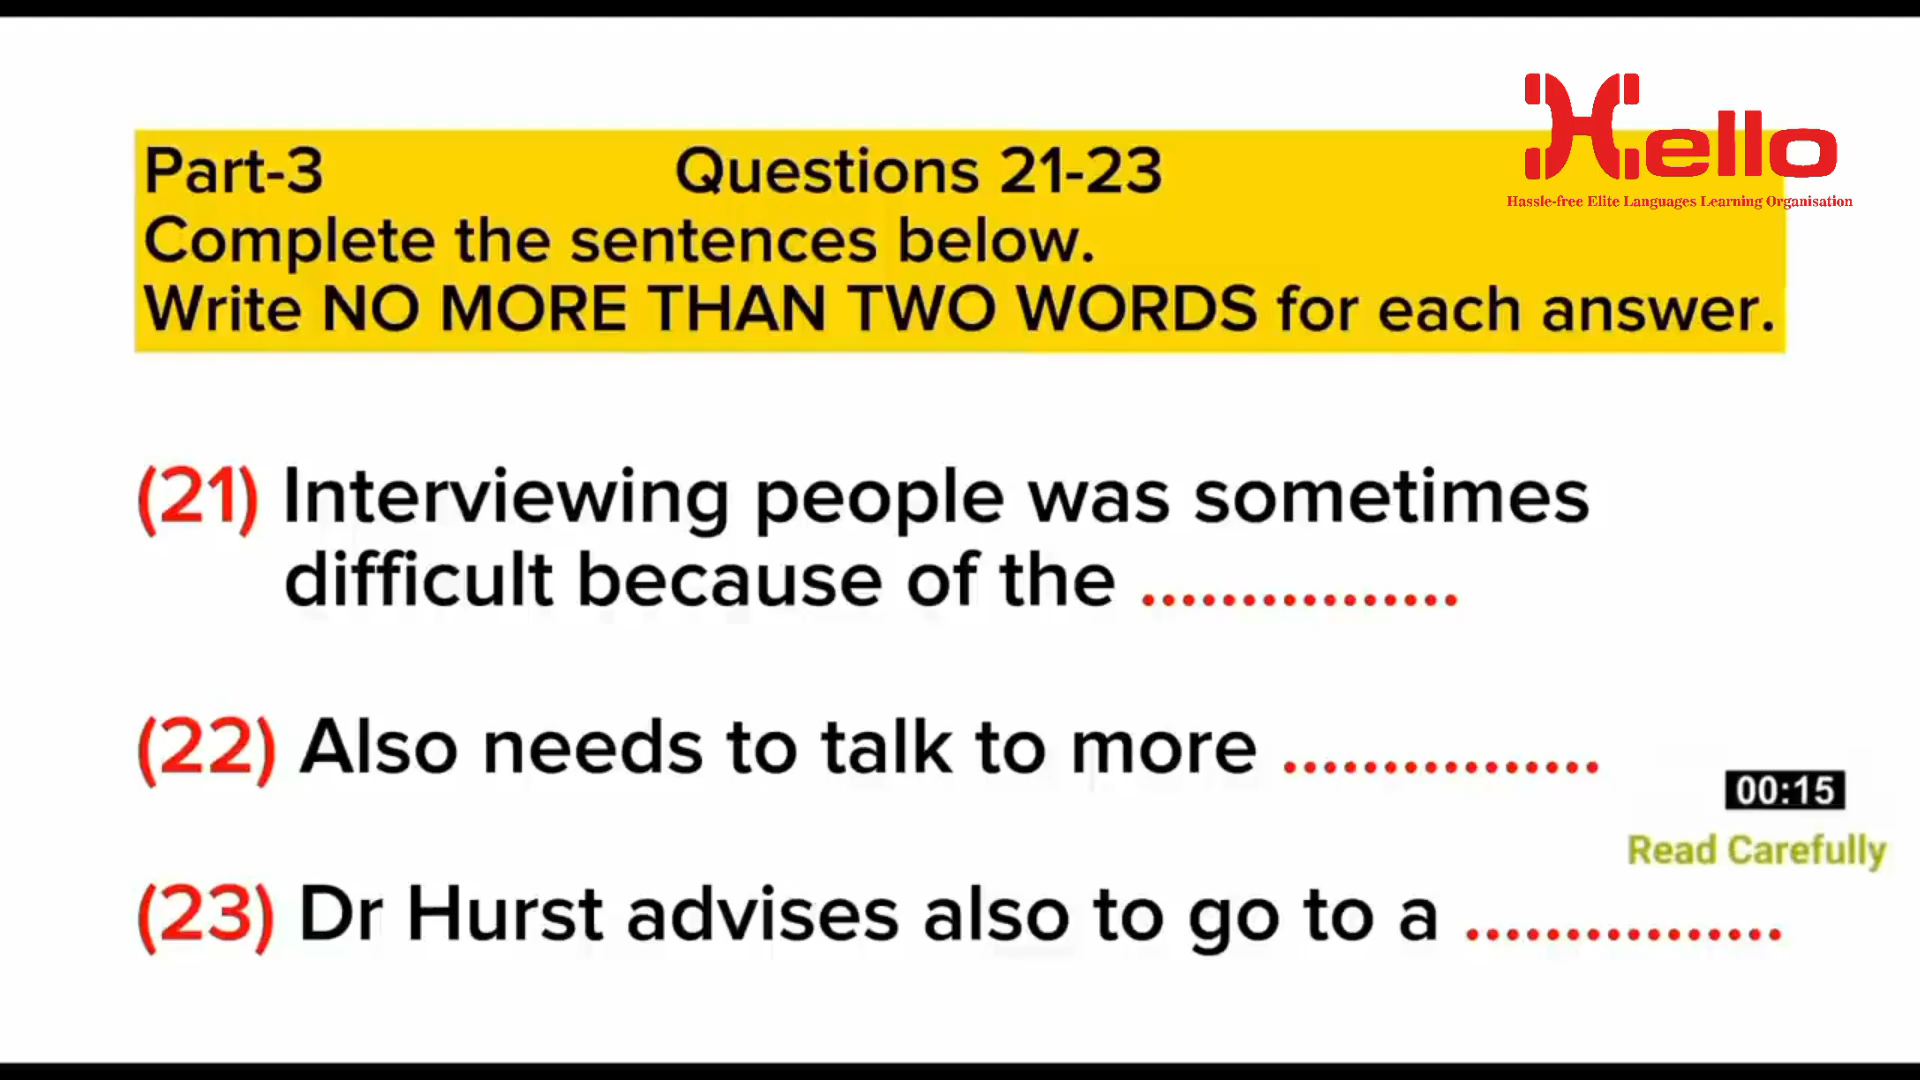 Hello
Hassle-free Elite Languages Learning Organisation
Part-3 Questions 21-23
Complete the sentences below.
Write NO MORE THAN TWO WORDS for each answer.
(21) Interviewing people was sometimes
difficult because of the ................
(22) Also needs to talk to more ................
00:15
Read Carefully
(23) Dr Hurst advises also to go to a ................